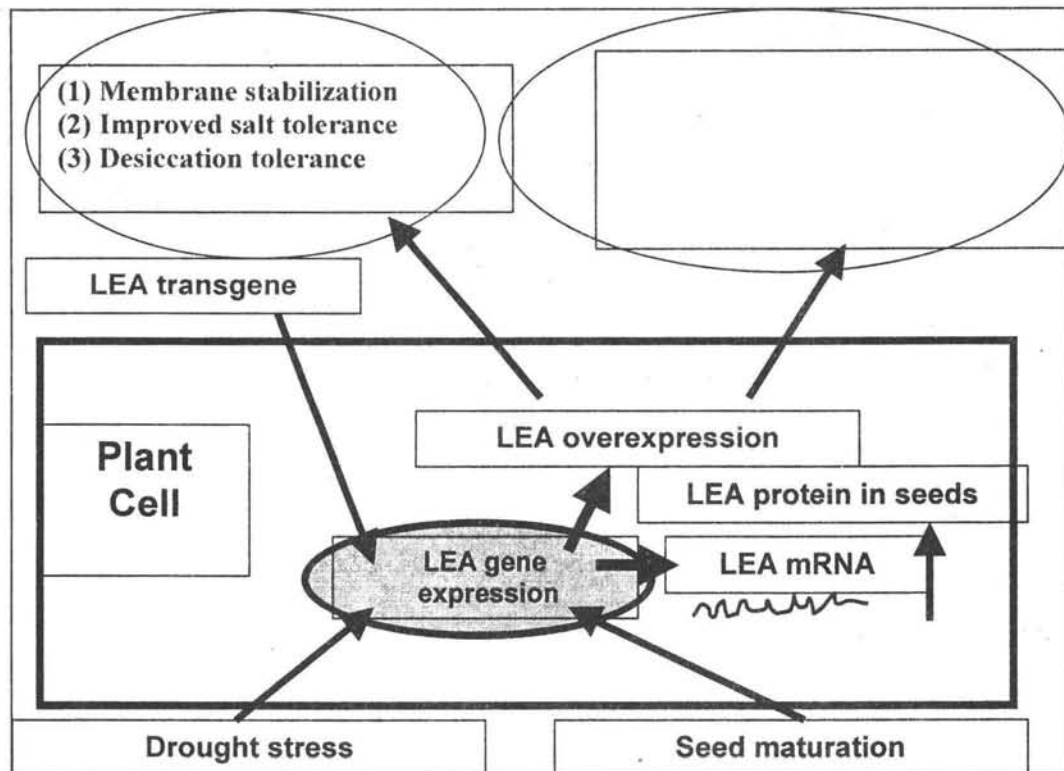 (1) Membrane stabilization
(2) Improved salt tolerance
(3) Desiccation tolerance
LEA transgene
Plant
Cell
LEA overexpression
LEA protein in seeds
LEA gene
expression
LEA mRNA
Drought stress
Seed maturation